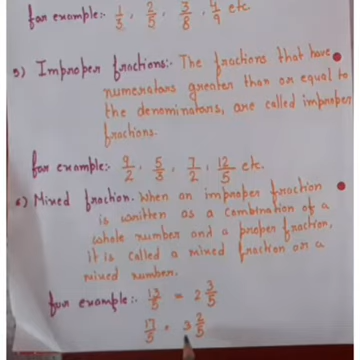 for example:- 1/3, 2/5, 3/8, 4/9 etc
5) Improper fractions:- The fractions that have
numerators greater than or equal to
the denominators, are called improper
fractions.
for example:- 9/2, 5/3, 7/2, 12/5 etc.
6) Mixed fraction. When an improper fraction
is written as a combination of a
whole number and a proper fraction,
it is called a mixed fraction or a
mixed number.
for example:- 13/5 = 2 3/5
17/5 = 3 2/5